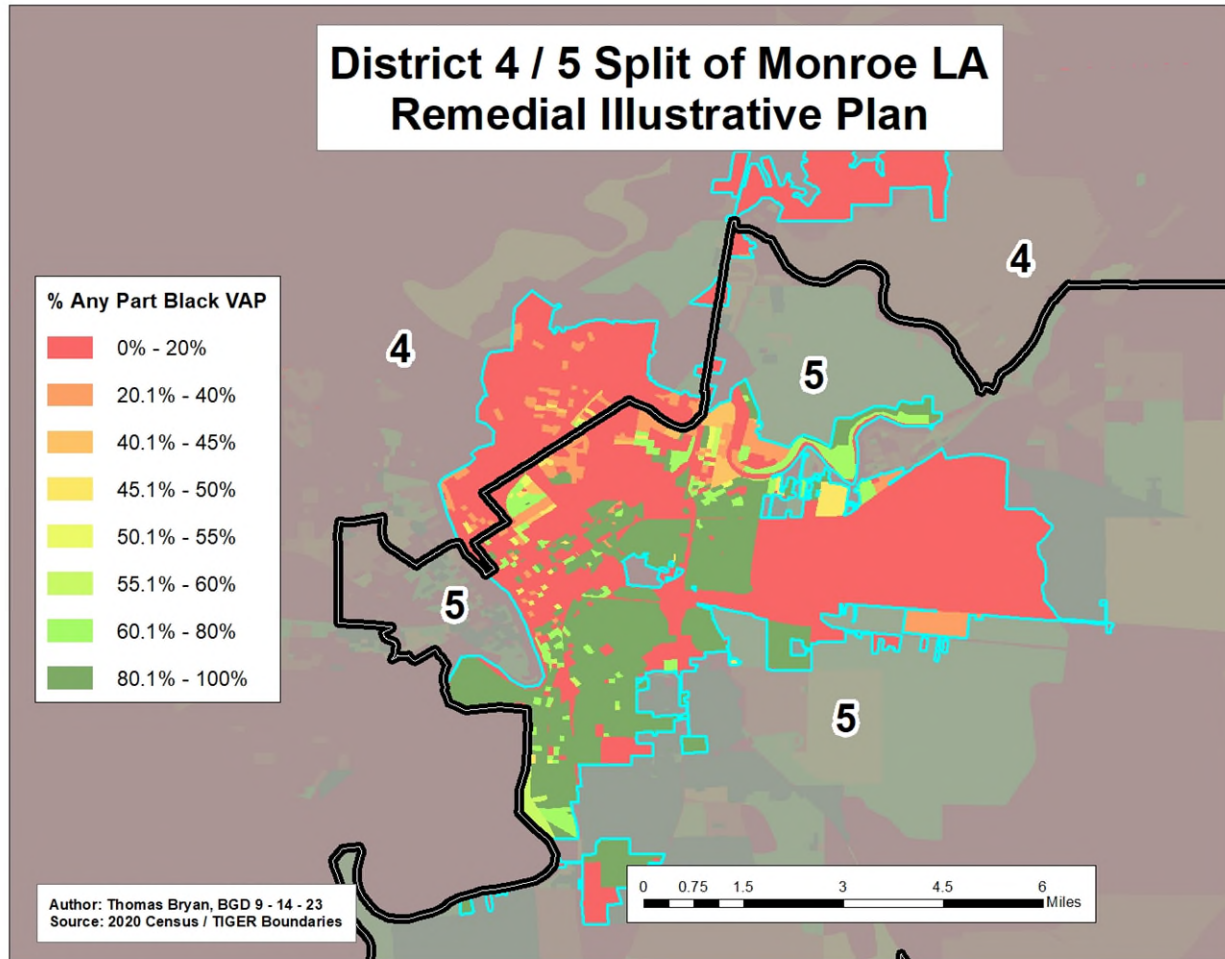 District 4 / 5 Split of Monroe LA
Remedial Illustrative Plan
4
4
5
% Any Part Black VAP
0% - 20%
20.1% - 40%
40.1% - 45%
45.1% - 50%
50.1% - 55%
55.1% - 60%
60.1% - 80%
80.1% - 100%
5
5
0 0.75 1.5 3 4.5 6
Miles
Author: Thomas Bryan, BGD 9 - 14 - 23
Source: 2020 Census / TIGER Boundaries